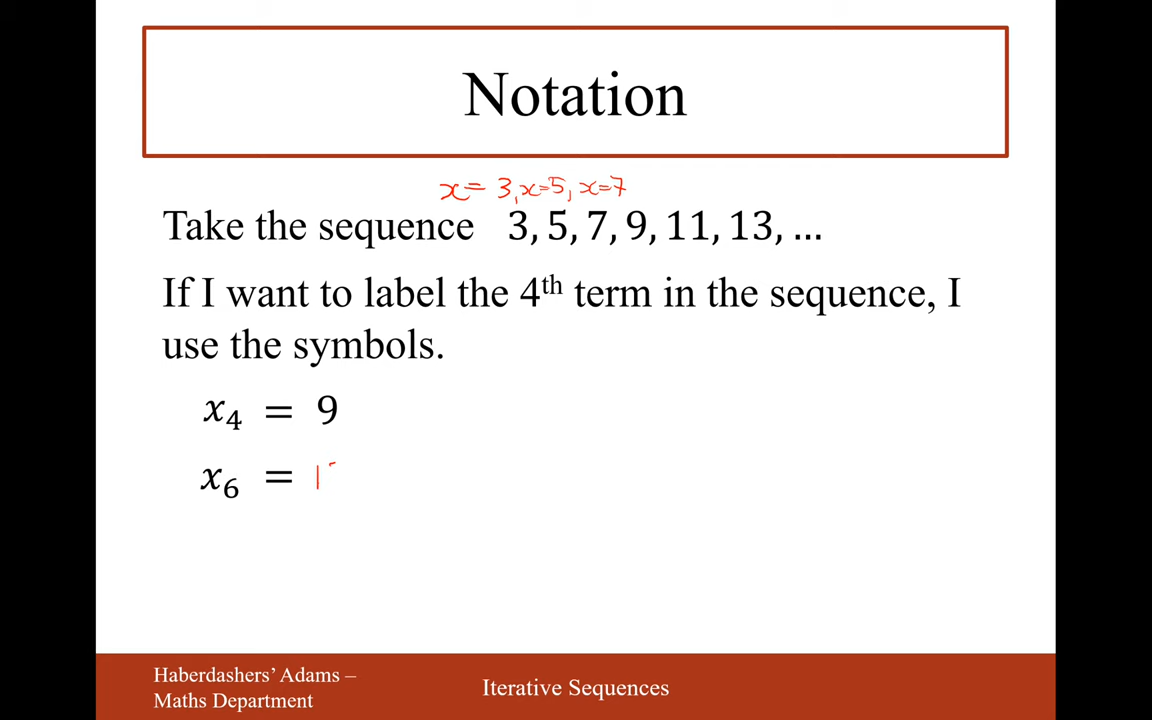 Notation
x= 3, x=5, x=7
Take the sequence 3, 5, 7, 9, 11, 13, …
If I want to label the 4th term in the sequence, I
use the symbols.
x₄ = 9
x₆ = 1
Haberdashers’ Adams –
Maths Department
Iterative Sequences